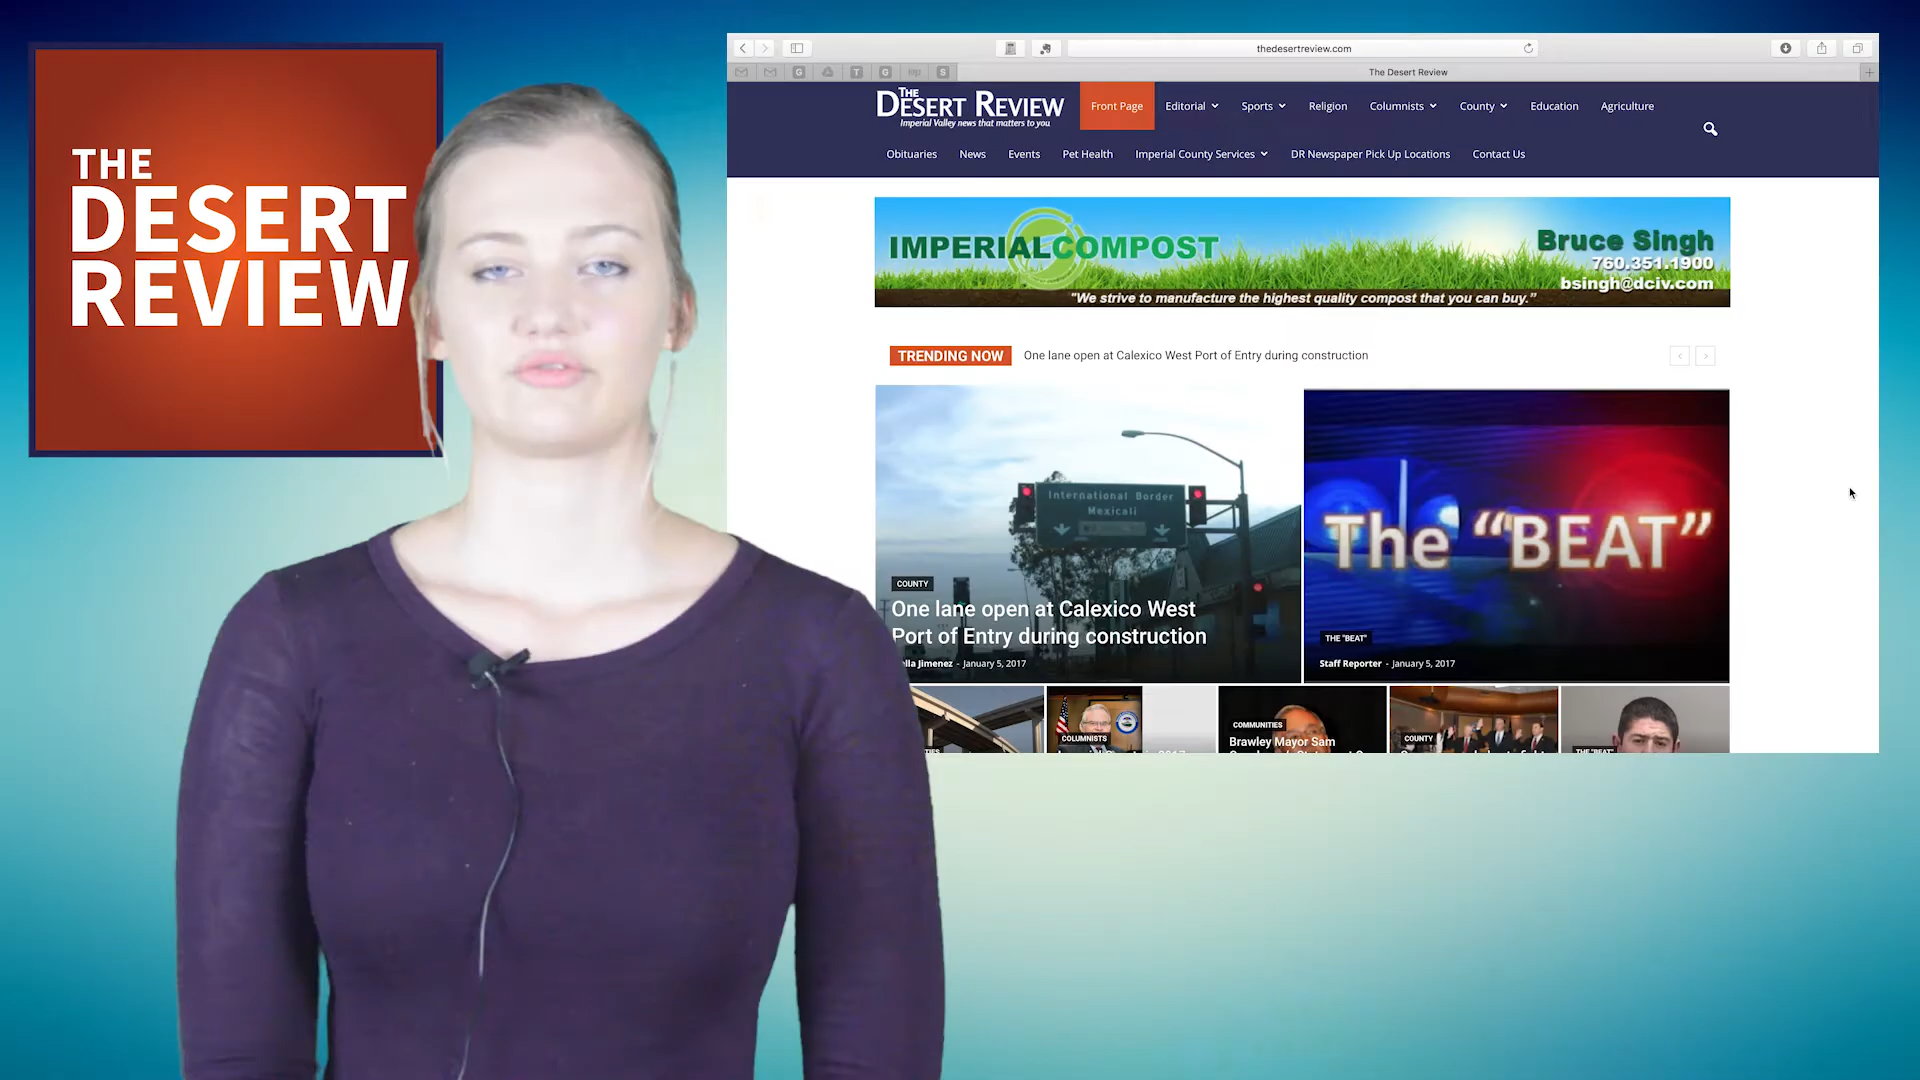 THE
DESERT
REVIEW
thedesertreview.com
The Desert Review
THE
DESERT REVIEW
Imperial Valley news that matters to you
Front Page
Editorial
Sports
Religion
Columnists
County
Education
Agriculture
Obituaries
News
Events
Pet Health
Imperial County Services
DR Newspaper Pick Up Locations
Contact Us
IMPERIALCOMPOST
Bruce Singh
760.351.1900
bsingh@dciv.com
"We strive to manufacture the highest quality compost that you can buy."
TRENDING NOW
One lane open at Calexico West Port of Entry during construction
International Border
Mexicali
COUNTY
One lane open at Calexico West
Port of Entry during construction
Jimenez - January 5, 2017
The “BEAT”
THE "BEAT"
Staff Reporter - January 5, 2017
COLUMNISTS
COMMUNITIES
Brawley Mayor Sam
COUNTY
THE "BEAT"